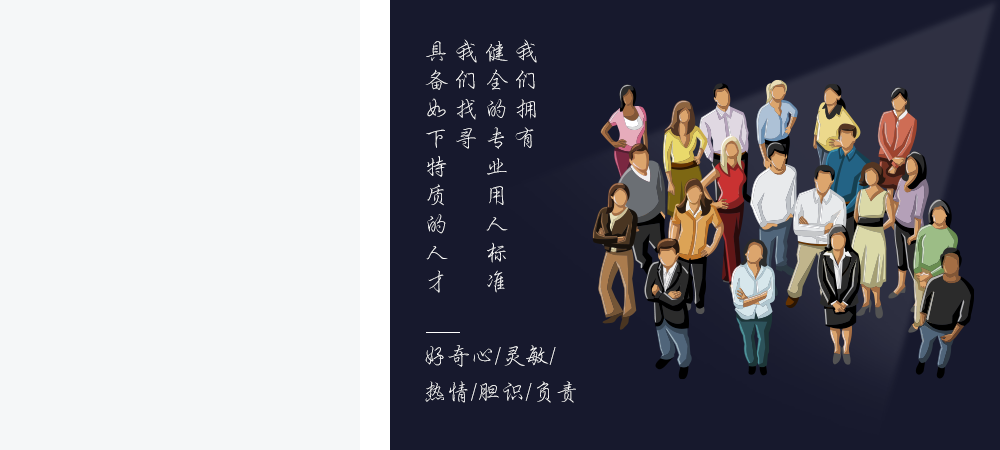 我们拥有
健全的专业用人标准
我们找寻
具备如下特质的人才
好奇心/灵敏/
热情/胆识/负责